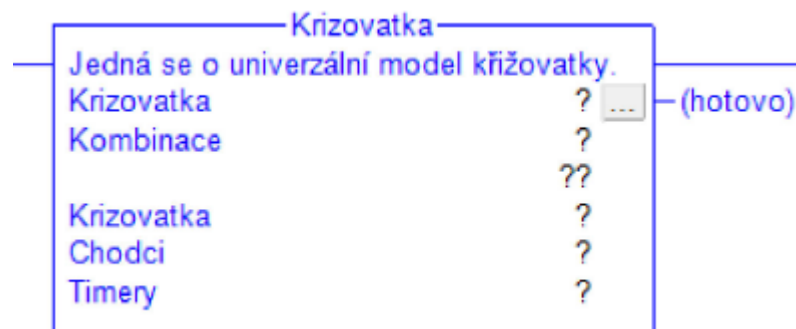 Krizovatka
Jedná se o univerzální model křižovatky.
Krizovatka ? ... (hotovo)
Kombinace ?
??
Krizovatka ?
Chodci ?
Timery ?